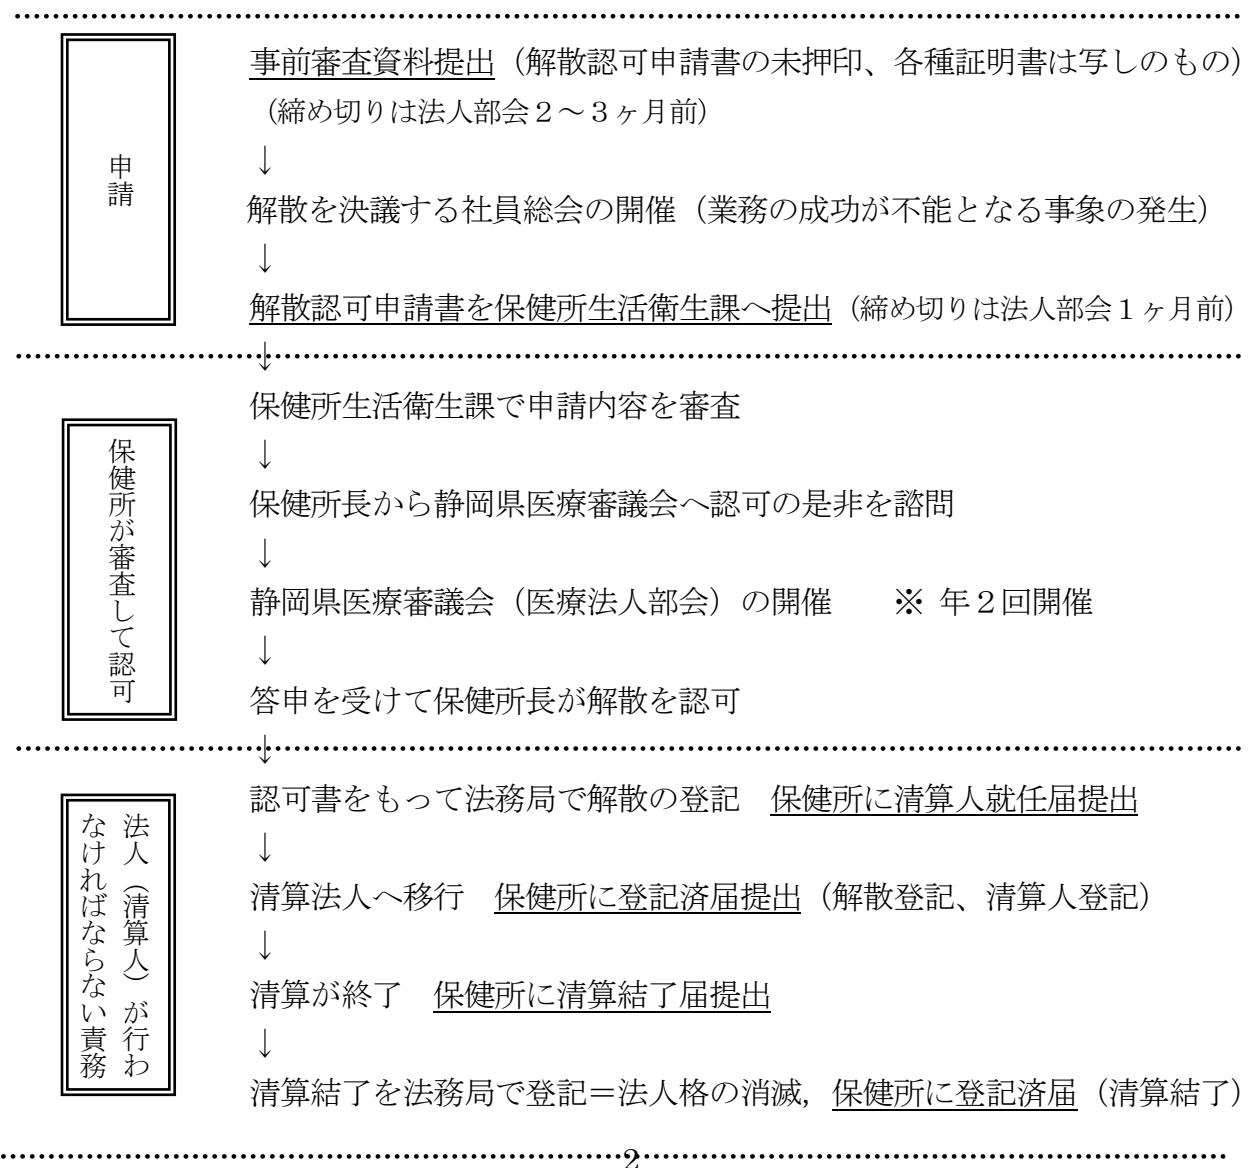 申請
事前審査資料提出（解散認可申請書の未押印、各種証明書は写しのもの）
（締め切りは法人部会２～３ヶ月前）
↓
解散を決議する社員総会の開催（業務の成功が不能となる事象の発生）
↓
解散認可申請書を保健所生活衛生課へ提出（締め切りは法人部会１ヶ月前）
↓
保健所が審査して認可
保健所生活衛生課で申請内容を審査
↓
保健所長から静岡県医療審議会へ認可の是非を諮問
↓
静岡県医療審議会（医療法人部会）の開催　　※ 年２回開催
↓
答申を受けて保健所長が解散を認可
↓
法人（清算人）が行わ
なければならない責務
認可書をもって法務局で解散の登記　保健所に清算人就任届提出
↓
清算法人へ移行　保健所に登記済届提出（解散登記、清算人登記）
↓
清算が終了　保健所に清算結了届提出
↓
清算結了を法務局で登記＝法人格の消滅，保健所に登記済届（清算結了）
2